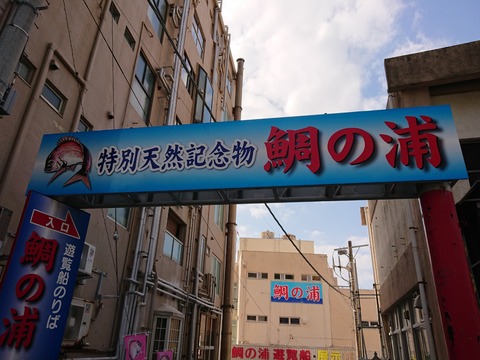 特別天然記念物 鯛の浦
入口
遊覧船のりば
鯛の浦
鯛の浦
鯛の浦 遊覧船